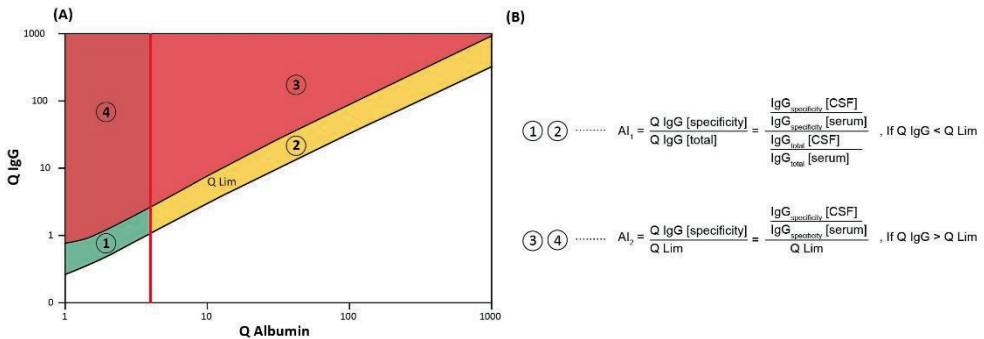 (A)
1000
100
10
1
0
Q IgG
4
3
2
1
Q Lim
1
10
100
1000
Q Albumin
(B)
1 2 ········ AI1 = Q IgG [specificity] / Q IgG [total] = IgGspecificity [CSF] / IgGspecificity [serum] / IgGtotal [CSF] / IgGtotal [serum] , If Q IgG < Q Lim
3 4 ········ AI2 = Q IgG [specificity] / Q Lim = IgGspecificity [CSF] / IgGspecificity [serum] / Q Lim , If Q IgG > Q Lim